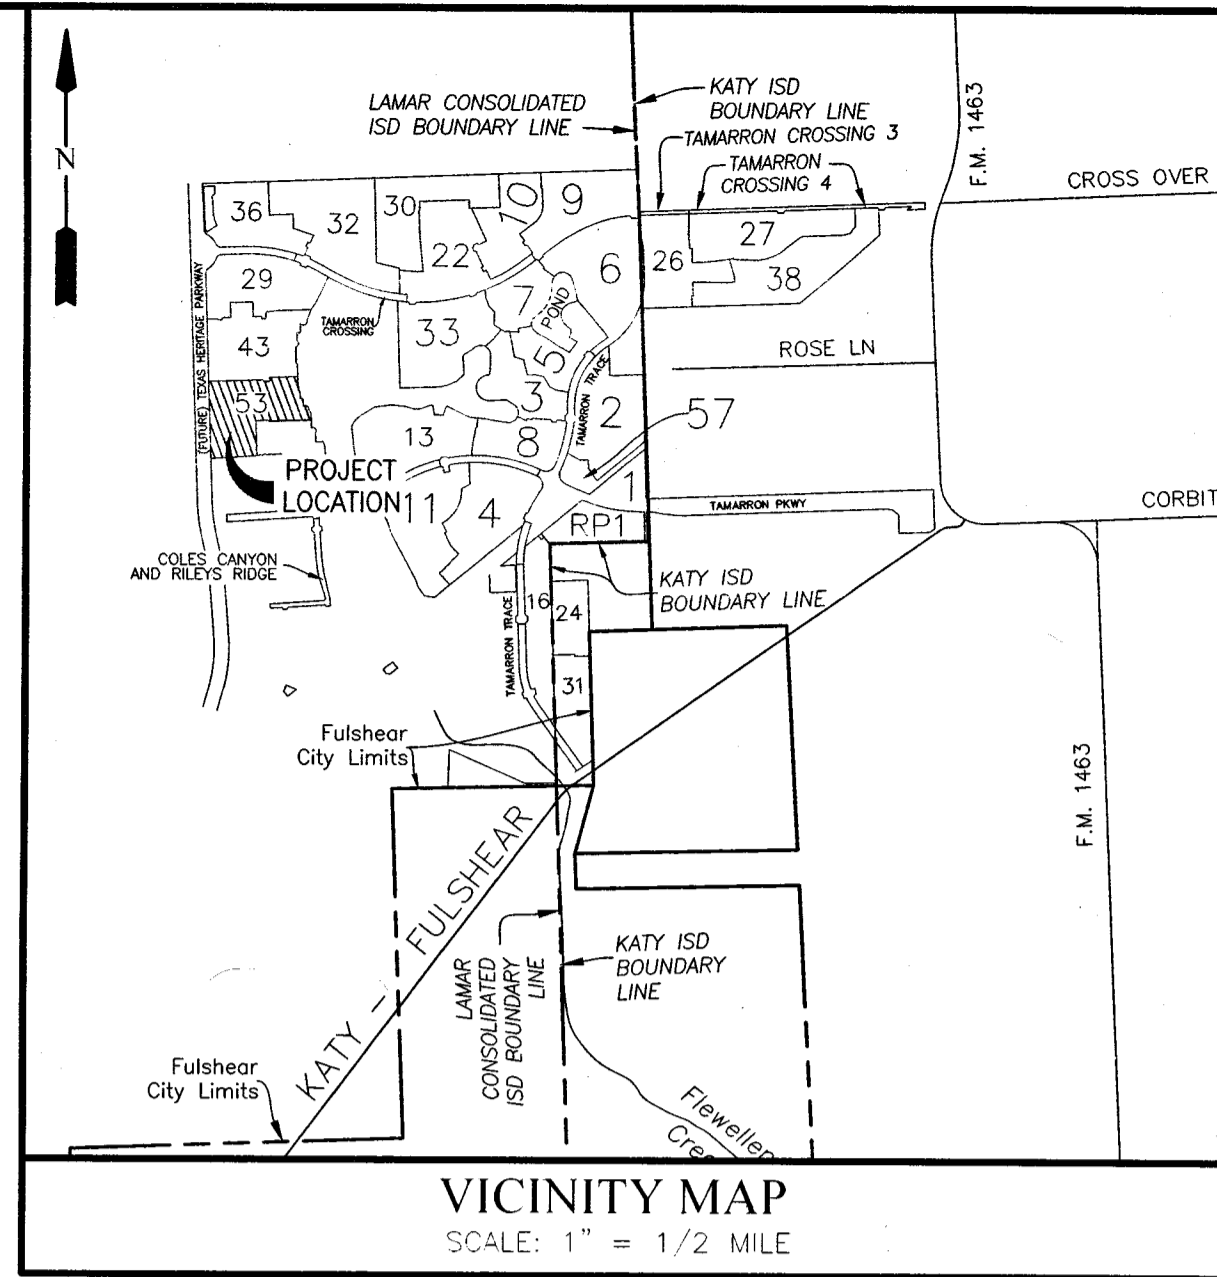 LAMAR CONSOLIDATED
ISD BOUNDARY LINE
KATY ISD
BOUNDARY LINE
TAMARRON CROSSING 3
TAMARRON
CROSSING 4
F.M. 1463
CROSS OVER
N
36
32
30
22
10
9
6
26
27
38
29
7
POND
(FUTURE) TEXAS HERITAGE PARKWAY
TAMARRON
CROSSING
33
43
5
ROSE LN
53
3
TAMARRON TRACE
2
57
13
8
PROJECT
LOCATION
11
4
1
RP1
TAMARRON PKWY
CORBIT
COLES CANYON
AND RILEYS RIDGE
KATY ISD
BOUNDARY LINE
16
24
TAMARRON TRACE
31
Fulshear
City Limits
F.M. 1463
KATY - FULSHEAR
LAMAR
CONSOLIDATED
ISD BOUNDARY
LINE
KATY ISD
BOUNDARY
LINE
Fulshear
City Limits
Flewellen
Cree
VICINITY MAP
SCALE: 1" = 1/2 MILE